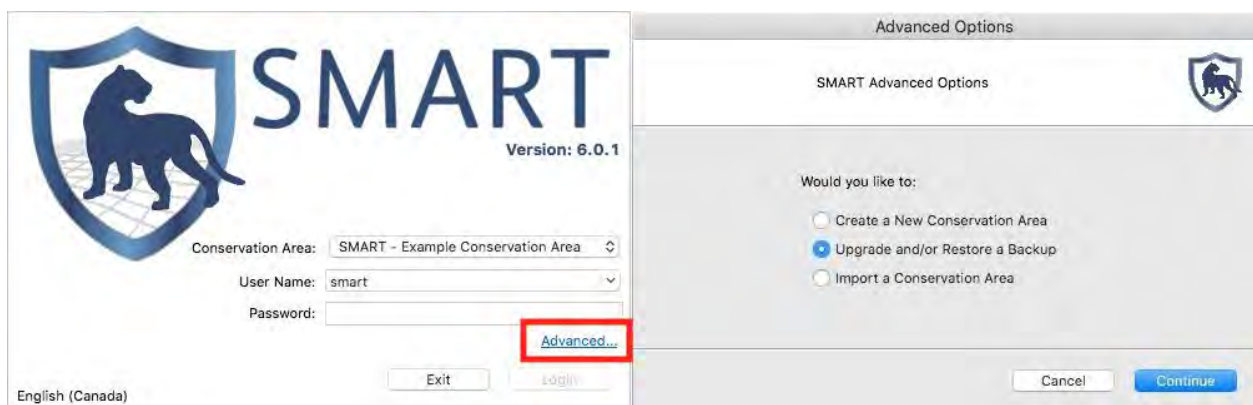 SMART
Version: 6.0.1
Conservation Area: SMART - Example Conservation Area
User Name: smart
Password:
Advanced...
Exit Login
English (Canada)
Advanced Options
SMART Advanced Options
Would you like to:
Create a New Conservation Area
Upgrade and/or Restore a Backup
Import a Conservation Area
Cancel Continue